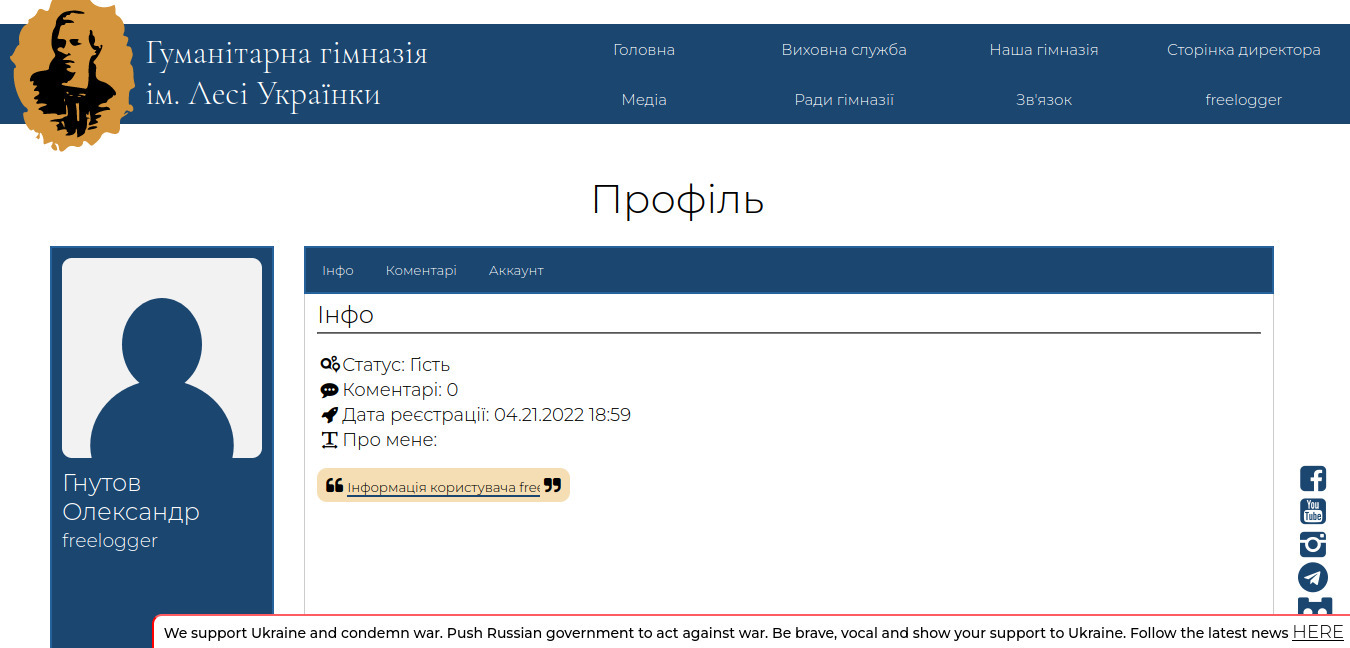 Гуманітарна гімназія
ім. Лесі Українки
Головна
Виховна служба
Наша гімназія
Сторінка директора
Медіа
Ради гімназії
Зв'язок
freelogger
Профіль
Гнутов
Олександр
freelogger
Інфо
Коментарі
Аккаунт
Інфо
Статус: Гість
Коментарі: 0
Дата реєстрації: 04.21.2022 18:59
Про мене:
Інформація користувача free
You
Tube
We support Ukraine and condemn war. Push Russian government to act against war. Be brave, vocal and show your support to Ukraine. Follow the latest news HERE